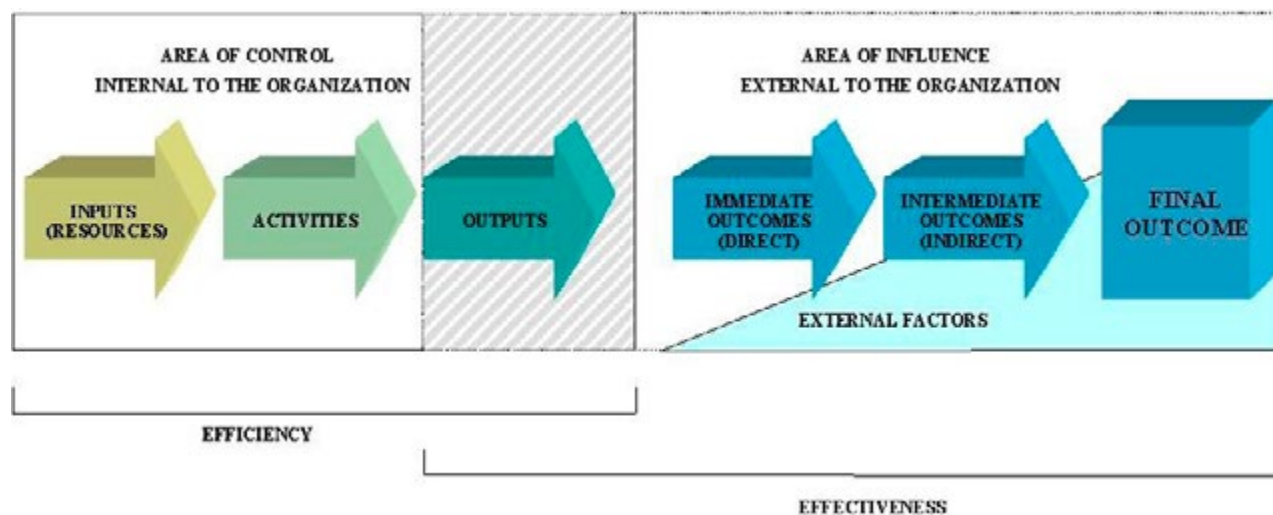 AREA OF CONTROL
INTERNAL TO THE ORGANIZATION
AREA OF INFLUENCE
EXTERNAL TO THE ORGANIZATION
INPUTS
(RESOURCES)
ACTIVITIES
OUTPUTS
IMMEDIATE
OUTCOMES
(DIRECT)
INTERMEDIATE
OUTCOMES
(INDIRECT)
FINAL
OUTCOME
EXTERNAL FACTORS
EFFICIENCY
EFFECTIVENESS